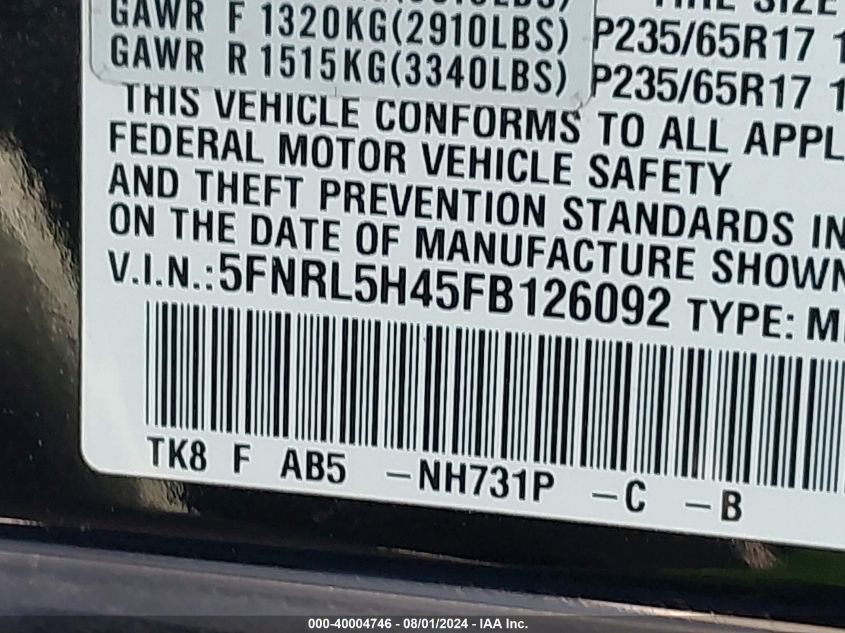 GAWR F 1320KG(2910LBS) P235/65R17 1
GAWR R 1515KG(3340LBS) P235/65R17 1
THIS VEHICLE CONFORMS TO ALL APPL
FEDERAL MOTOR VEHICLE SAFETY
AND THEFT PREVENTION STANDARDS IN
ON THE DATE OF MANUFACTURE SHOWN
V.I.N.:5FNRL5H45FB126092 TYPE: M
TK8 F AB5 -NH731P -C -B
000-40004746 - 08/01/2024 - IAA Inc.